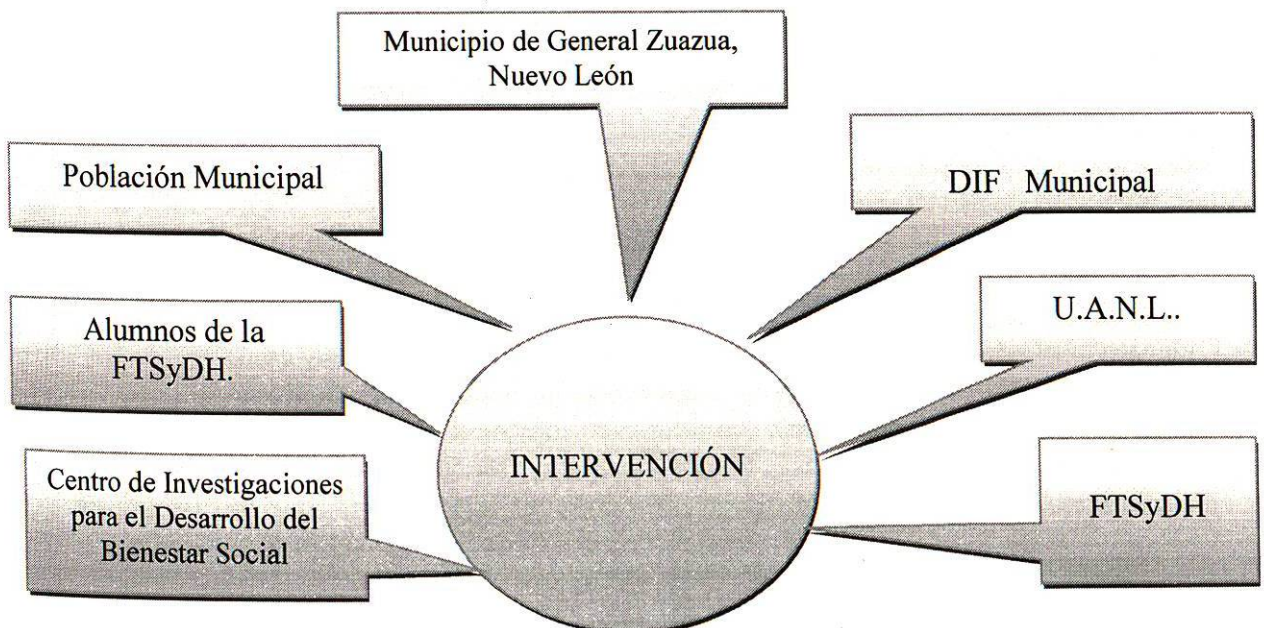 Municipio de General Zuazua,
Nuevo León
Población Municipal
DIF Municipal
Alumnos de la
FTSyDH.
U.A.N.L..
INTERVENCIÓN
Centro de Investigaciones
para el Desarrollo del
Bienestar Social
FTSyDH